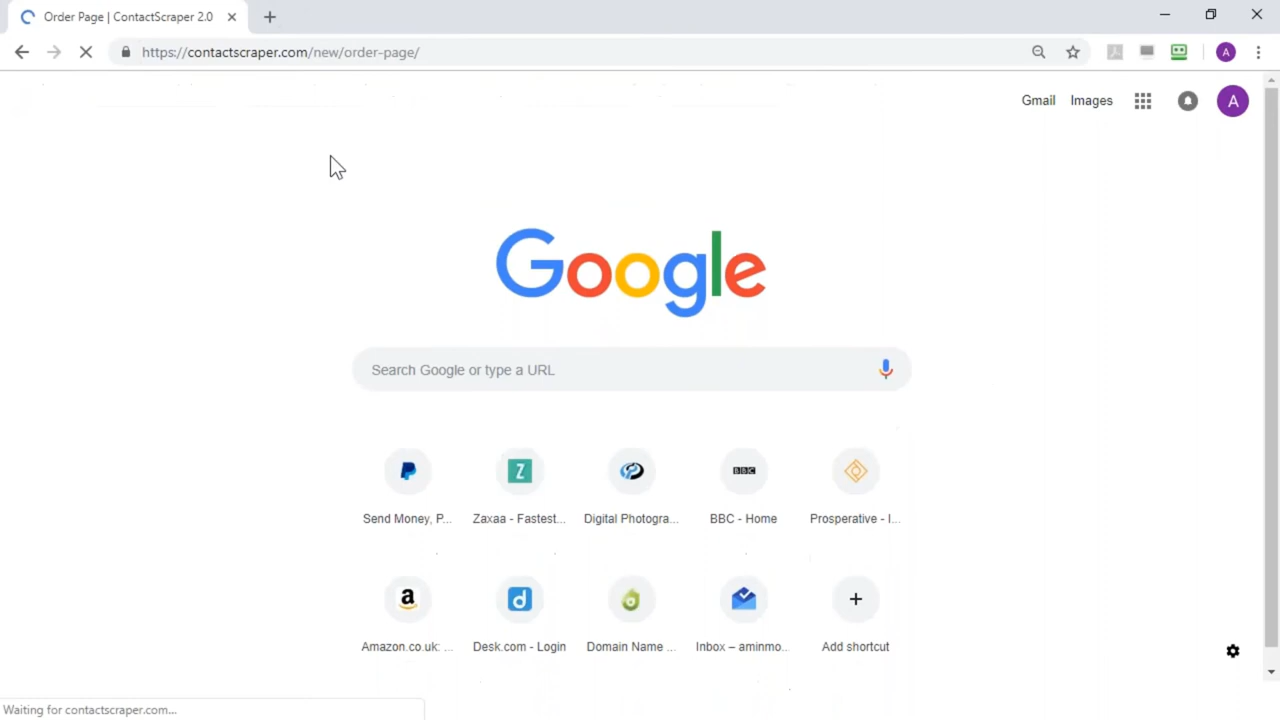 Order Page | ContactScraper 2.0
https://contactscraper.com/new/order-page/
A
Gmail Images A
Google
Search Google or type a URL
Z BBC
Send Money, P... Zaxaa - Fastest... Digital Photogra... BBC - Home Prosperative - I...
a d
Amazon.co.uk: ... Desk.com - Login Domain Name ... Inbox – aminmo... Add shortcut
Waiting for contactscraper.com...